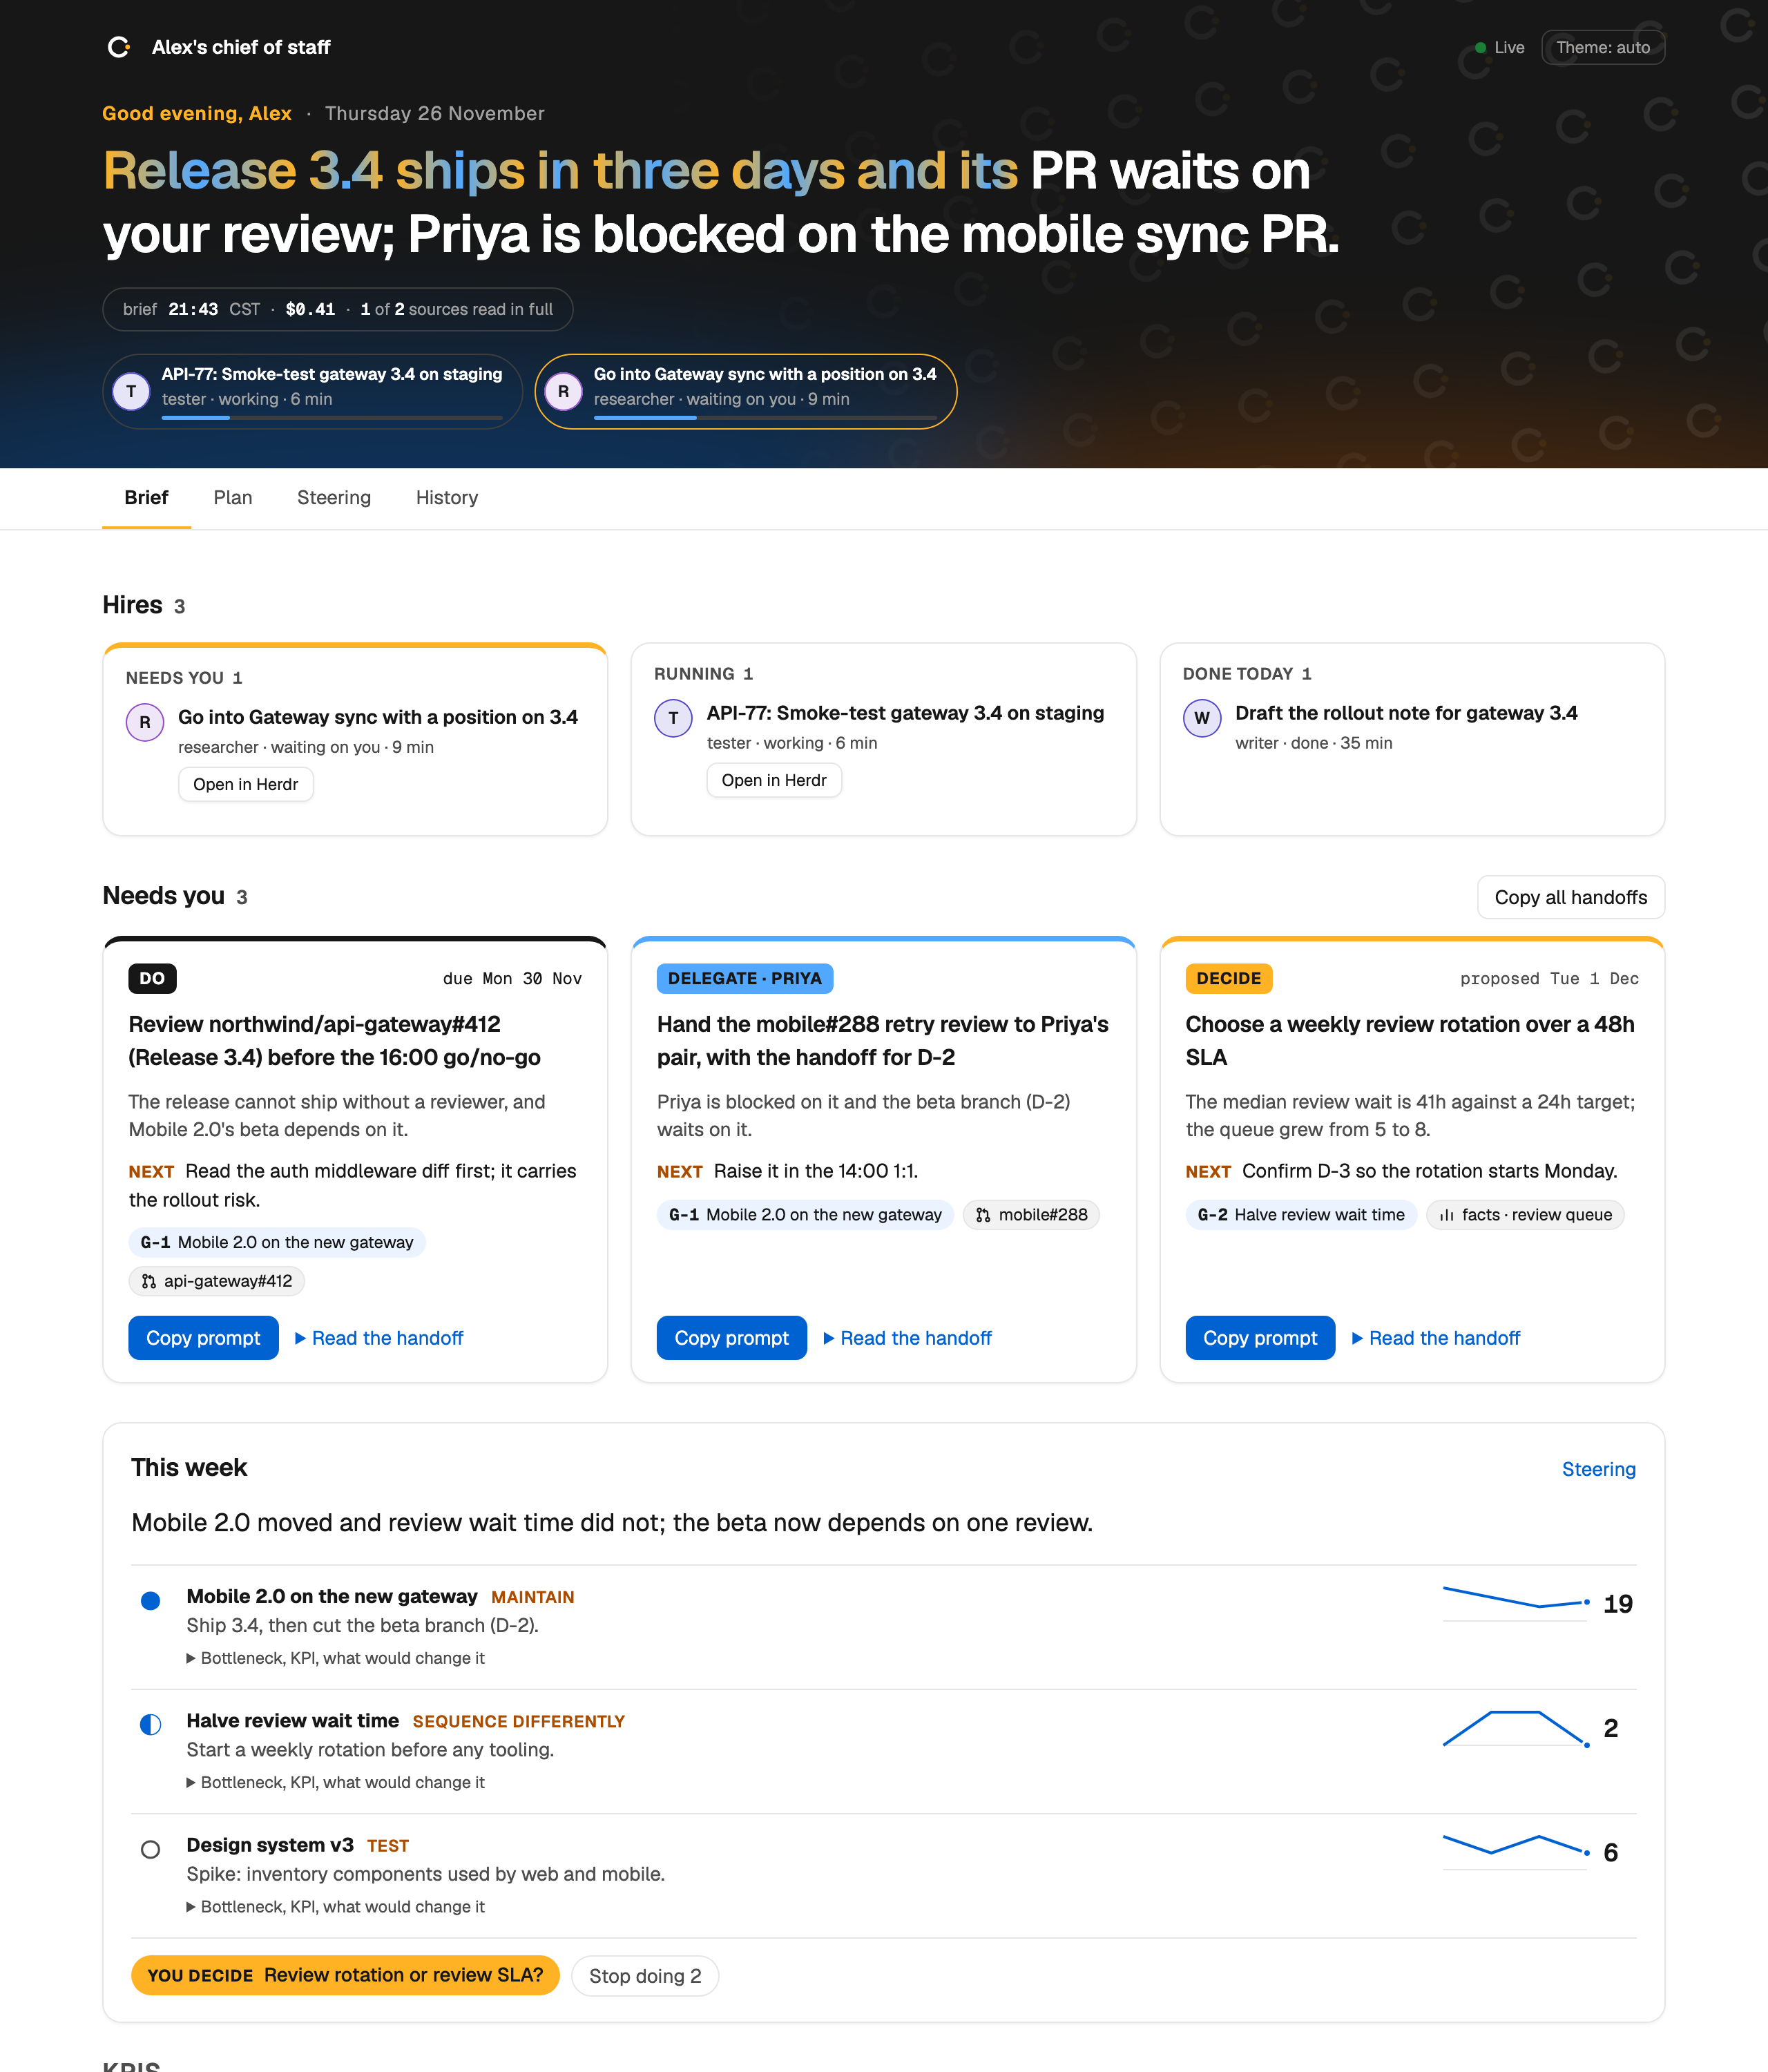 Alex's chief of staff
Live
Theme: auto
Good evening, Alex · Thursday 26 November
Release 3.4 ships in three days and its PR waits on
your review; Priya is blocked on the mobile sync PR.
brief 21:43 CST · $0.41 · 1 of 2 sources read in full
T
API-77: Smoke-test gateway 3.4 on staging
tester · working · 6 min
R
Go into Gateway sync with a position on 3.4
researcher · waiting on you · 9 min
Brief
Plan
Steering
History
Hires 3
NEEDS YOU 1
R
Go into Gateway sync with a position on 3.4
researcher · waiting on you · 9 min
Open in Herdr
RUNNING 1
T
API-77: Smoke-test gateway 3.4 on staging
tester · working · 6 min
Open in Herdr
DONE TODAY 1
W
Draft the rollout note for gateway 3.4
writer · done · 35 min
Needs you 3
Copy all handoffs
DO
due Mon 30 Nov
Review northwind/api-gateway#412
(Release 3.4) before the 16:00 go/no-go
The release cannot ship without a reviewer, and
Mobile 2.0's beta depends on it.
NEXT Read the auth middleware diff first; it carries
the rollout risk.
G-1 Mobile 2.0 on the new gateway
api-gateway#412
Copy prompt
Read the handoff
DELEGATE · PRIYA
Hand the mobile#288 retry review to Priya's
pair, with the handoff for D-2
Priya is blocked on it and the beta branch (D-2)
waits on it.
NEXT Raise it in the 14:00 1:1.
G-1 Mobile 2.0 on the new gateway
mobile#288
Copy prompt
Read the handoff
DECIDE
proposed Tue 1 Dec
Choose a weekly review rotation over a 48h
SLA
The median review wait is 41h against a 24h target;
the queue grew from 5 to 8.
NEXT Confirm D-3 so the rotation starts Monday.
G-2 Halve review wait time
facts · review queue
Copy prompt
Read the handoff
This week
Steering
Mobile 2.0 moved and review wait time did not; the beta now depends on one review.
Mobile 2.0 on the new gateway MAINTAIN
Ship 3.4, then cut the beta branch (D-2).
Bottleneck, KPI, what would change it
19
Halve review wait time SEQUENCE DIFFERENTLY
Start a weekly rotation before any tooling.
Bottleneck, KPI, what would change it
2
Design system v3 TEST
Spike: inventory components used by web and mobile.
Bottleneck, KPI, what would change it
6
YOU DECIDE Review rotation or review SLA?
Stop doing 2
KPIS